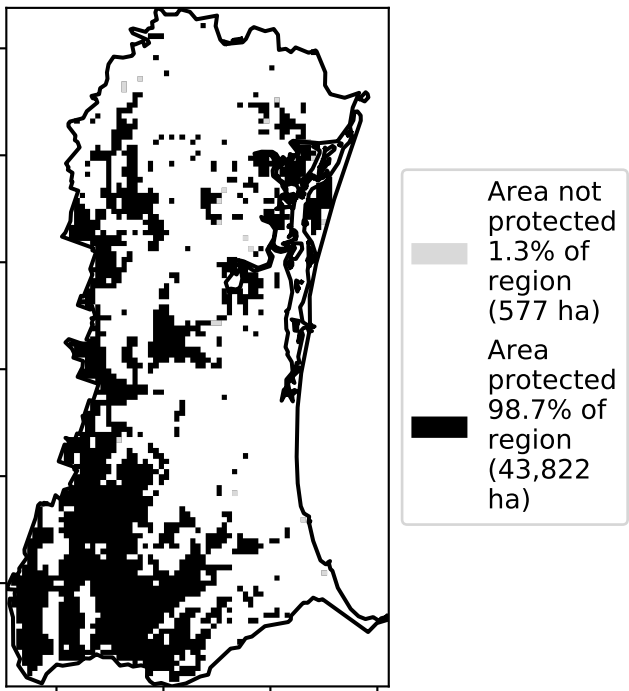 Area not
protected
1.3% of
region
(577 ha)
Area
protected
98.7% of
region
(43,822
ha)